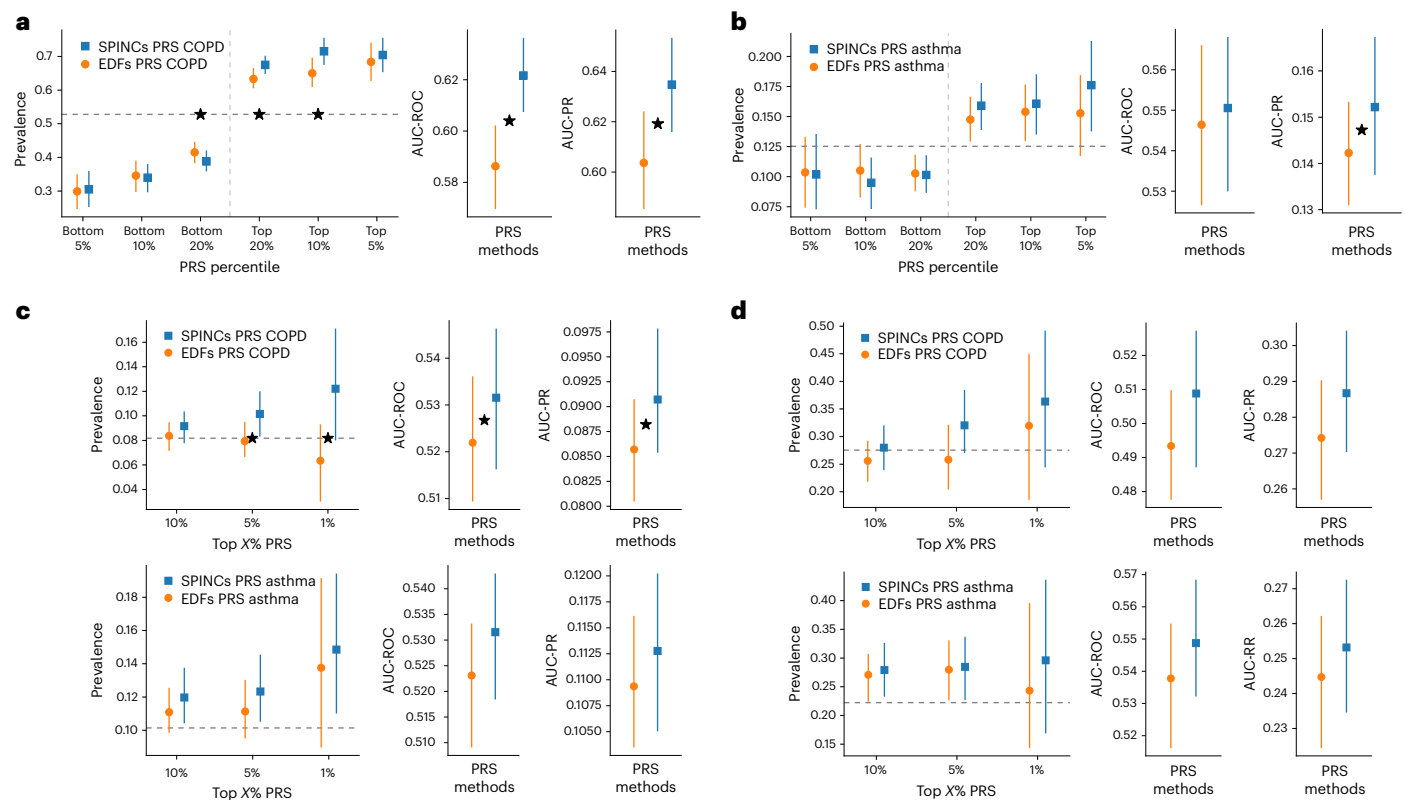 a
SPINCs PRS COPD
EDFs PRS COPD
Prevalence
0.7
0.6
0.5
0.4
0.3
Bottom 5%
Bottom 10%
Bottom 20%
Top 20%
Top 10%
Top 5%
PRS percentile
AUC-ROC
0.62
0.60
0.58
PRS
methods
AUC-PR
0.64
0.62
0.60
PRS
methods
b
SPINCs PRS asthma
EDFs PRS asthma
Prevalence
0.200
0.175
0.150
0.125
0.100
0.075
Bottom 5%
Bottom 10%
Bottom 20%
Top 20%
Top 10%
Top 5%
PRS percentile
AUC-ROC
0.56
0.55
0.54
0.53
PRS
methods
AUC-PR
0.16
0.15
0.14
0.13
PRS
methods
c
SPINCs PRS COPD
EDFs PRS COPD
Prevalence
0.16
0.14
0.12
0.10
0.08
0.06
0.04
10% 5% 1%
Top X% PRS
AUC-ROC
0.54
0.53
0.52
0.51
PRS
methods
AUC-PR
0.0975
0.0950
0.0925
0.0900
0.0875
0.0850
0.0825
0.0800
PRS
methods
SPINCs PRS asthma
EDFs PRS asthma
Prevalence
0.18
0.16
0.14
0.12
0.10
10% 5% 1%
Top X% PRS
AUC-ROC
0.540
0.535
0.530
0.525
0.520
0.515
0.510
PRS
methods
AUC-PR
0.1200
0.1150
0.1100
0.1050
PRS
methods
d
SPINCs PRS COPD
EDFs PRS COPD
Prevalence
0.50
0.45
0.40
0.35
0.30
0.25
0.20
10% 5% 1%
Top X% PRS
AUC-ROC
0.52
0.51
0.50
0.49
0.48
PRS
methods
AUC-PR
0.30
0.29
0.28
0.27
0.26
PRS
methods
SPINCs PRS asthma
EDFs PRS asthma
Prevalence
0.40
0.35
0.30
0.25
0.20
0.15
10% 5% 1%
Top X% PRS
AUC-ROC
0.57
0.56
0.55
0.54
0.53
0.52
PRS
methods
AUC-RR
0.27
0.26
0.25
0.24
0.23
PRS
methods